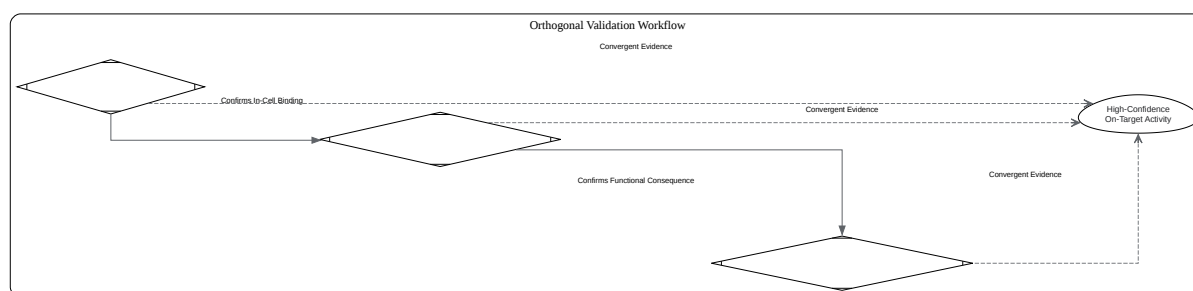 Orthogonal Validation Workflow
Convergent Evidence
Confirms In-Cell Binding
Convergent Evidence
High-Confidence
On-Target Activity
Confirms Functional Consequence
Convergent Evidence